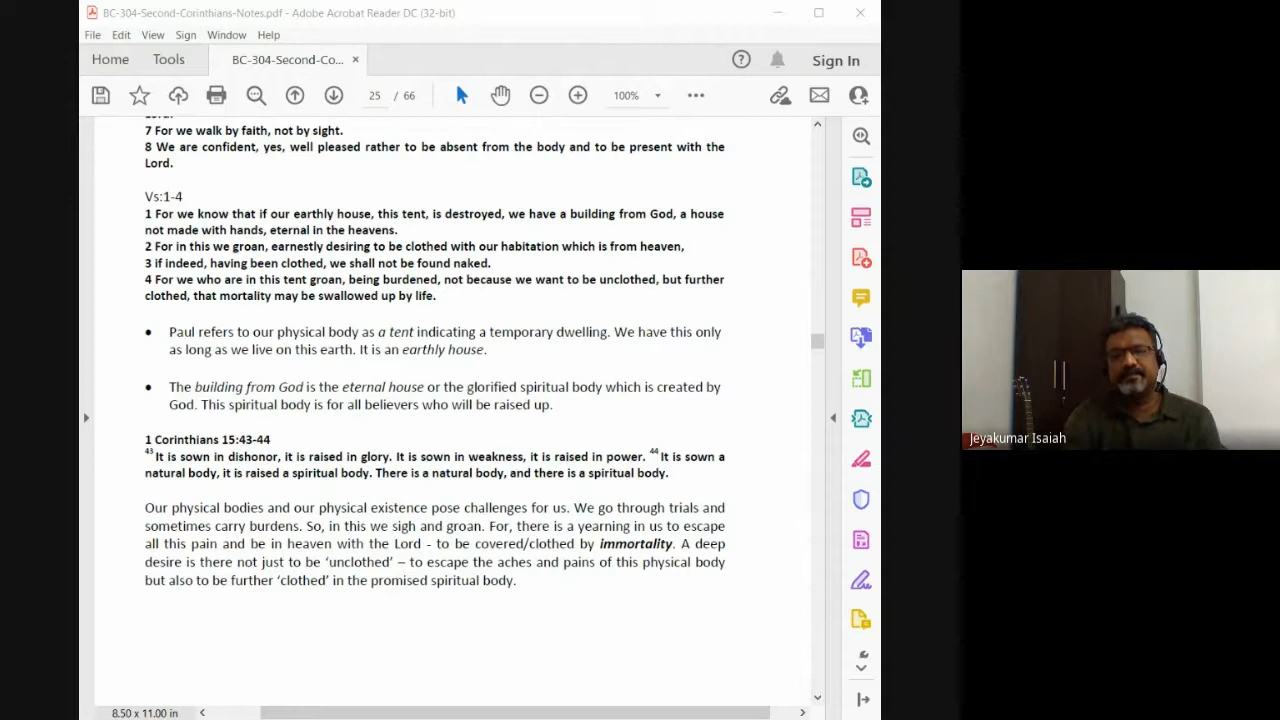 BC-304-Second-Corinthians-Notes.pdf - Adobe Acrobat Reader DC (32-bit)
File Edit View Sign Window Help
Home Tools BC-304-Second-Co... × Sign In
25 / 66 100%
7 For we walk by faith, not by sight.
8 We are confident, yes, well pleased rather to be absent from the body and to be present with the
Lord.
Vs:1-4
1 For we know that if our earthly house, this tent, is destroyed, we have a building from God, a house
not made with hands, eternal in the heavens.
2 For in this we groan, earnestly desiring to be clothed with our habitation which is from heaven,
3 if indeed, having been clothed, we shall not be found naked.
4 For we who are in this tent groan, being burdened, not because we want to be unclothed, but further
clothed, that mortality may be swallowed up by life.
• Paul refers to our physical body as a tent indicating a temporary dwelling. We have this only
as long as we live on this earth. It is an earthly house.
• The building from God is the eternal house or the glorified spiritual body which is created by
God. This spiritual body is for all believers who will be raised up.
1 Corinthians 15:43-44
43 It is sown in dishonor, it is raised in glory. It is sown in weakness, it is raised in power. 44 It is sown a
natural body, it is raised a spiritual body. There is a natural body, and there is a spiritual body.
Our physical bodies and our physical existence pose challenges for us. We go through trials and
sometimes carry burdens. So, in this we sigh and groan. For, there is a yearning in us to escape
all this pain and be in heaven with the Lord - to be covered/clothed by immortality. A deep
desire is there not just to be ‘unclothed’ – to escape the aches and pains of this physical body
but also to be further ‘clothed’ in the promised spiritual body.
8.50 x 11.00 in
Jeyakumar Isaiah